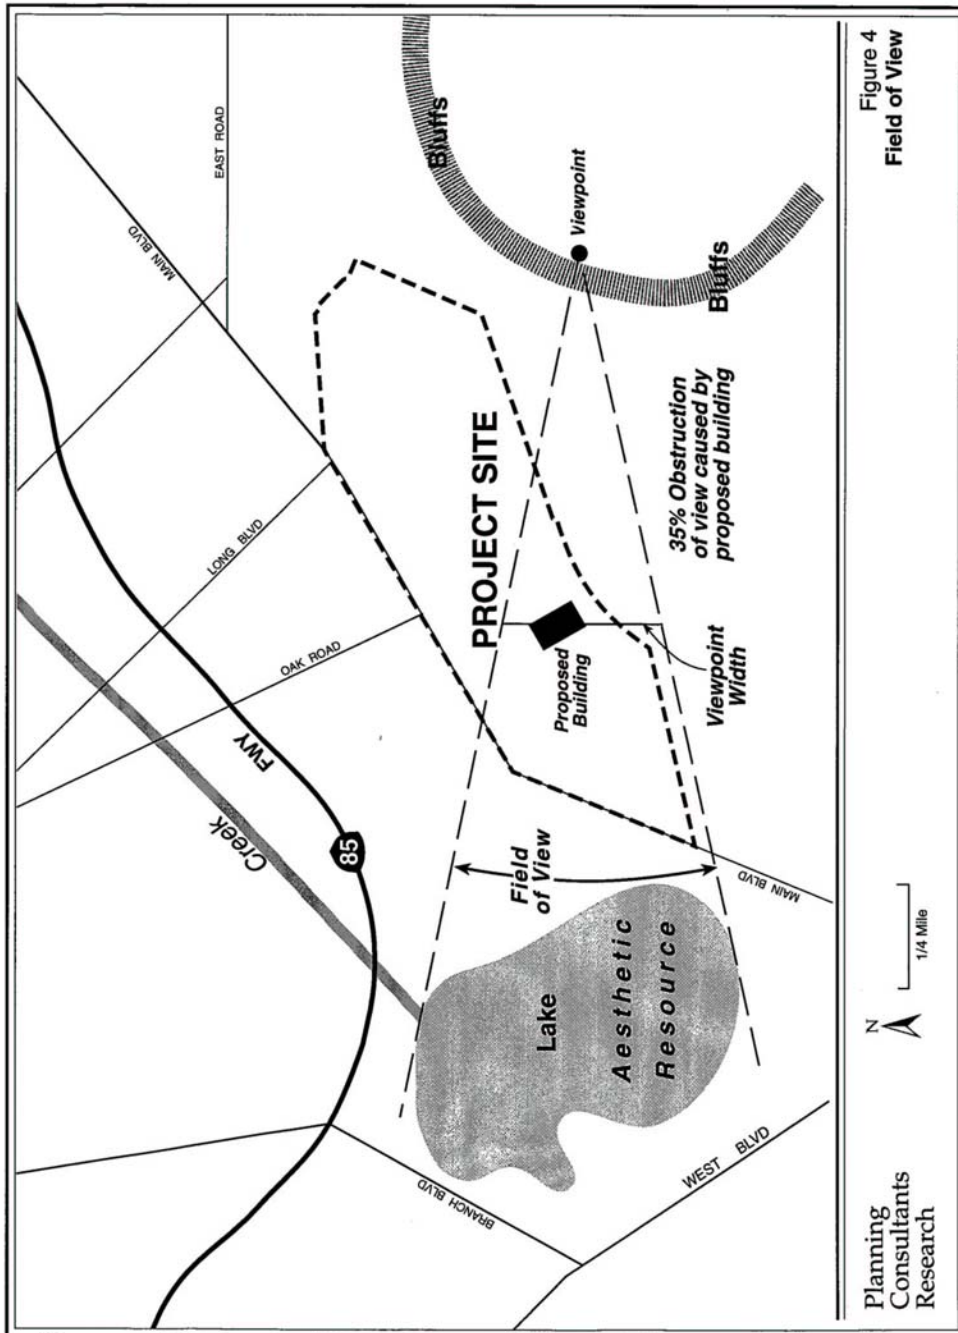 EAST ROAD
MAIN BLVD
LONG BLVD
OAK ROAD
FWY
85
Creek
Bluffs
Viewpoint
Bluffs
PROJECT SITE
35% Obstruction
of view caused by
proposed building
Proposed
Building
Viewpoint
Width
Field
of View
MAIN BLVD
Lake
Aesthetic
Resource
BRANCH BLVD
WEST BLVD
Planning
Consultants
Research
N
1/4 Mile
Figure 4
Field of View